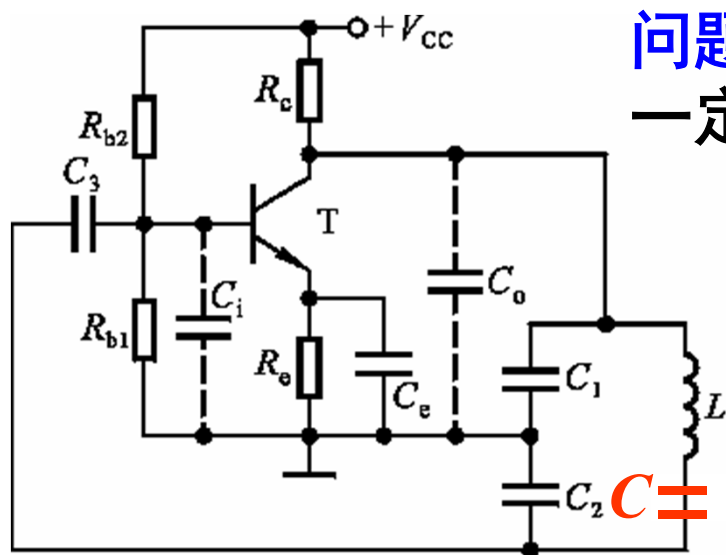 +VCC
问题
一定
Rc
Rb2
C3
T
Ci
Co
Rb1
Re
Ce
C1
L
C2
C